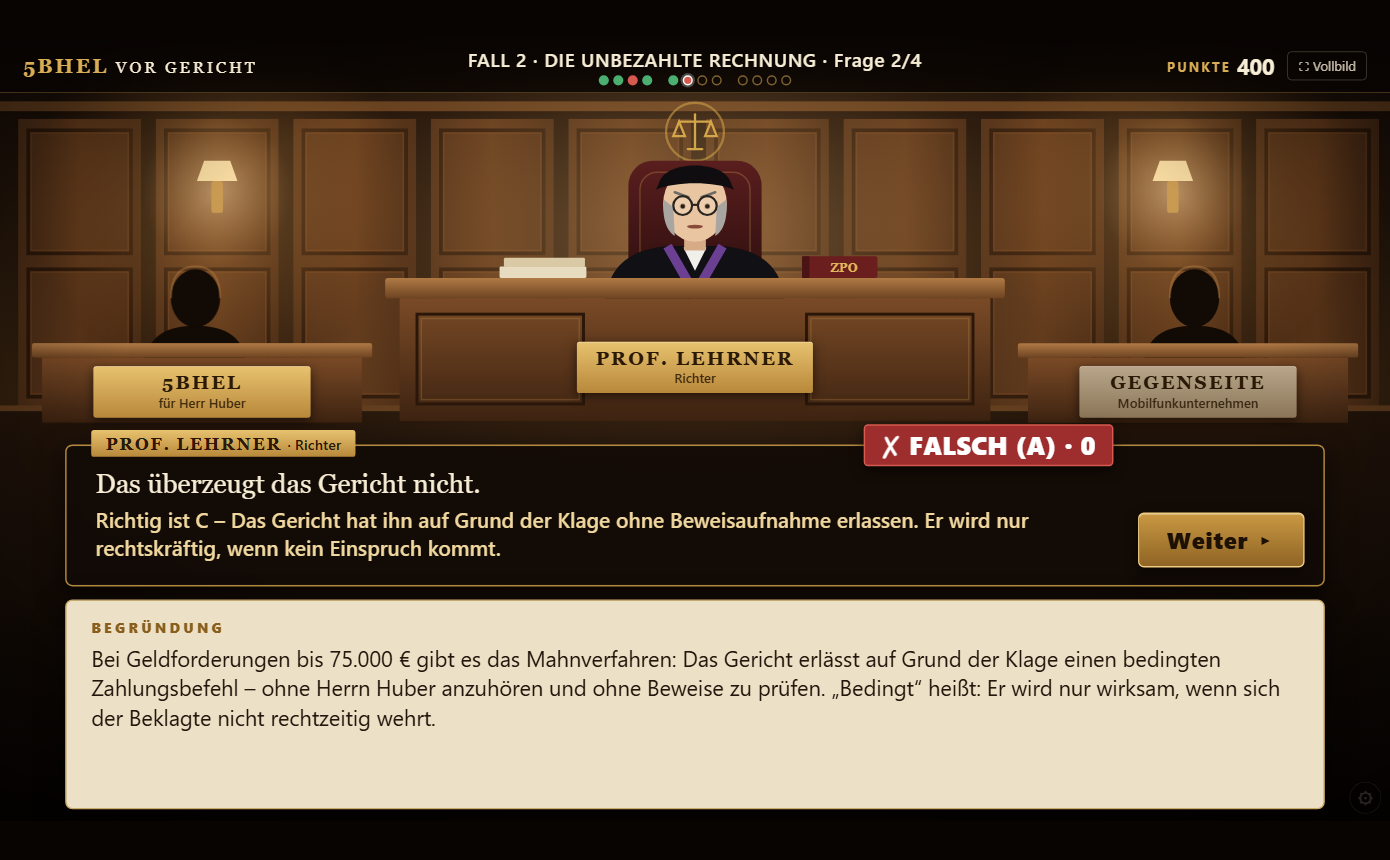 5BHEL VOR GERICHT
FALL 2 · DIE UNBEZAHLTE RECHNUNG · Frage 2/4
PUNKTE 400
Vollbild
ZPO
PROF. LEHRNER
Richter
5BHEL
für Herr Huber
GEGENSEITE
Mobilfunkunternehmen
PROF. LEHRNER · Richter
✗ FALSCH (A) · 0
Das überzeugt das Gericht nicht.
Richtig ist C – Das Gericht hat ihn auf Grund der Klage ohne Beweisaufnahme erlassen. Er wird nur
rechtskräftig, wenn kein Einspruch kommt.
Weiter ▸
BEGRÜNDUNG
Bei Geldforderungen bis 75.000 € gibt es das Mahnverfahren: Das Gericht erlässt auf Grund der Klage einen bedingten
Zahlungsbefehl – ohne Herrn Huber anzuhören und ohne Beweise zu prüfen. „Bedingt“ heißt: Er wird nur wirksam, wenn sich
der Beklagte nicht rechtzeitig wehrt.